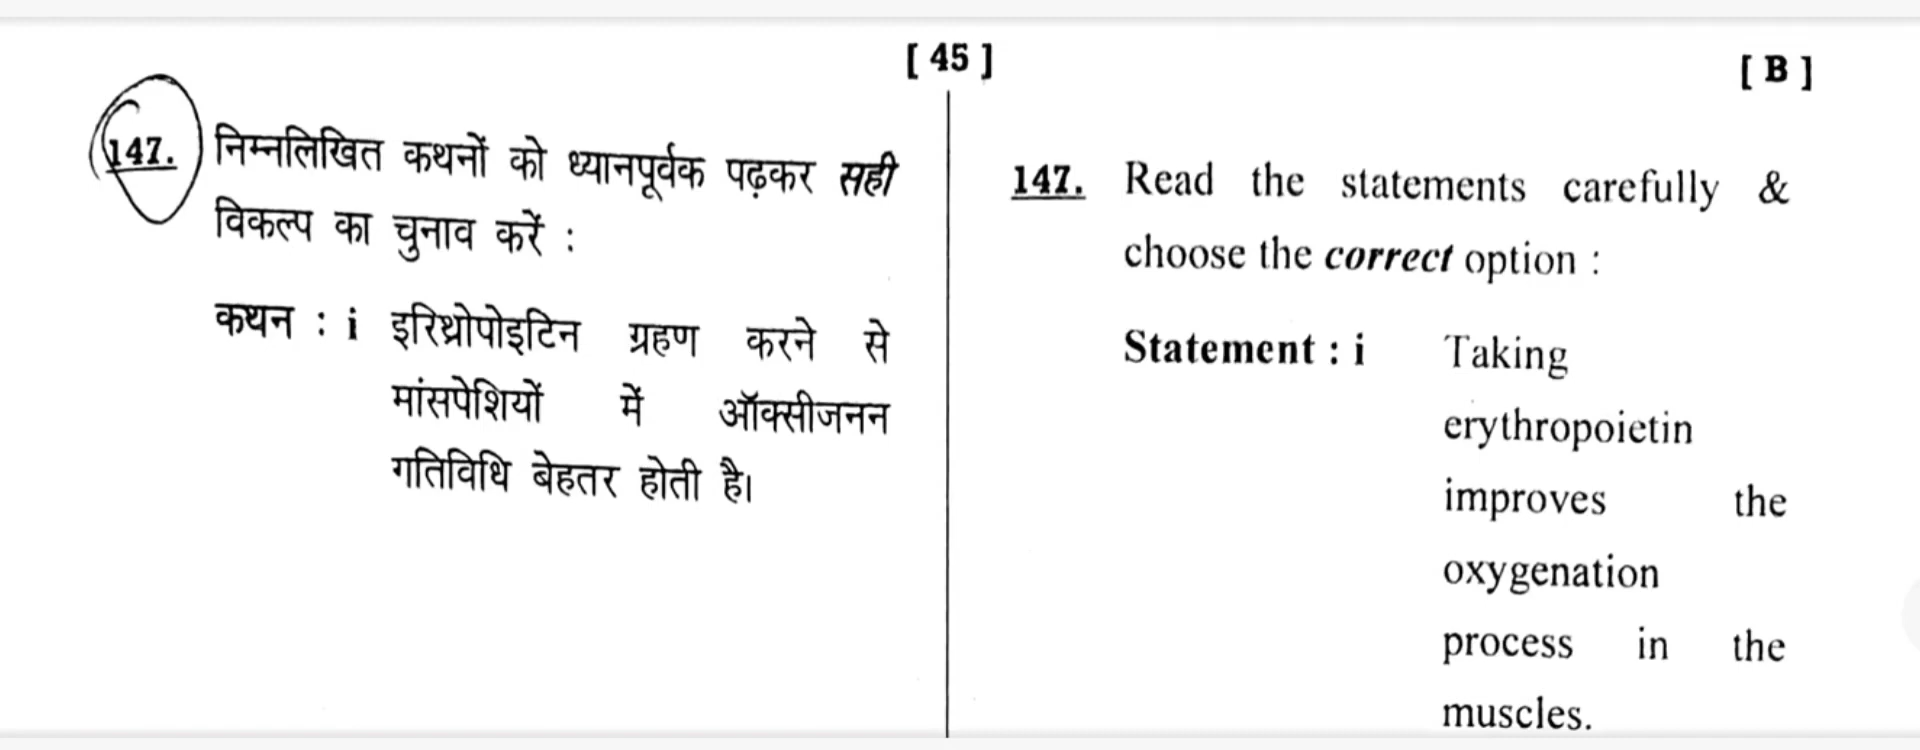 [ 45 ]
[ B ]
147. निम्नलिखित कथनों को ध्यानपूर्वक पढ़कर सही
विकल्प का चुनाव करें :
कथन : i इरिथ्रोपोइटिन ग्रहण करने से
मांसपेशियों में ऑक्सीजनन
गतिविधि बेहतर होती है।
147. Read the statements carefully &
choose the correct option :
Statement : i Taking
erythropoietin
improves the
oxygenation
process in the
muscles.